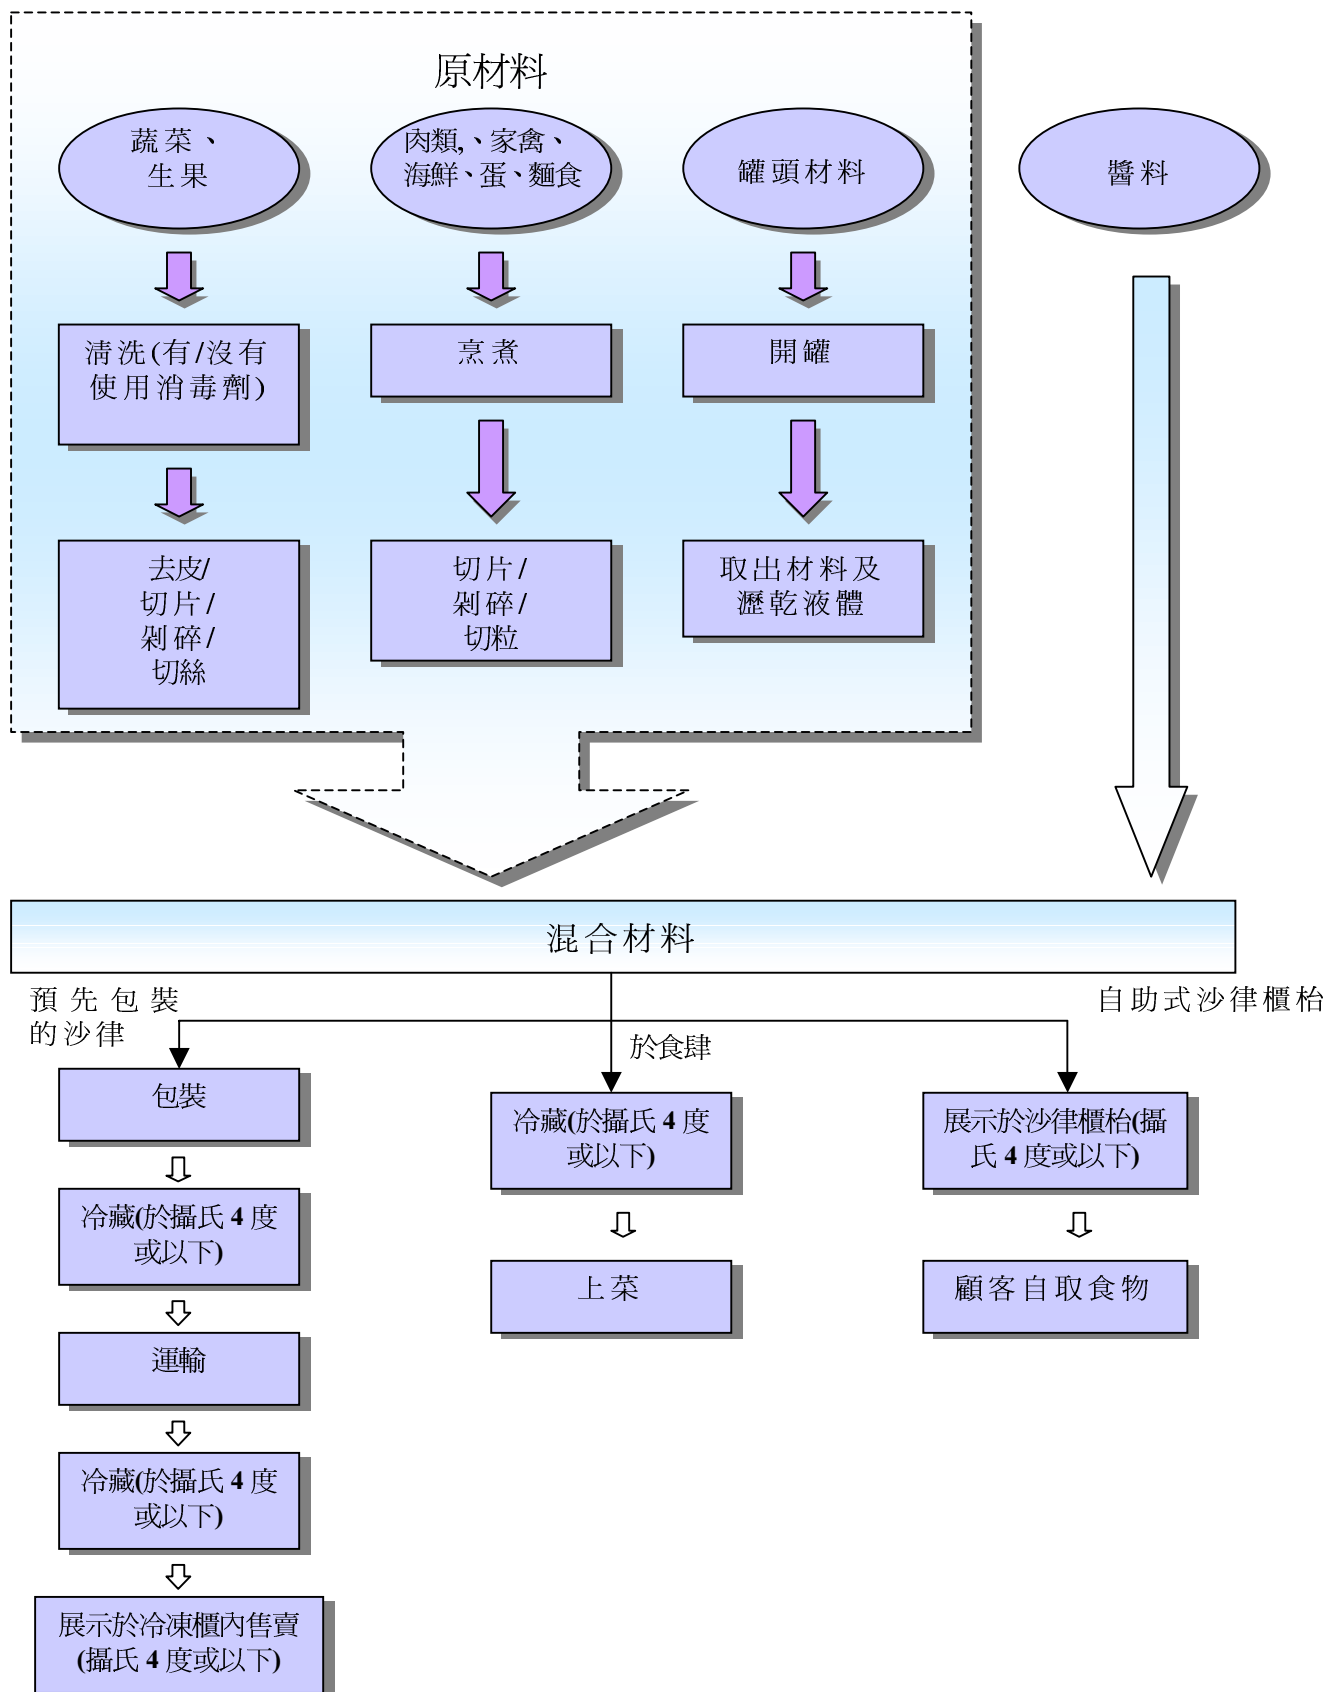 原材料
蔬菜、
生果
肉類,、家禽、
海鮮、蛋、麵食
罐頭材料
醬料
清洗(有/沒有
使用消毒劑)
烹煮
開罐
去皮/
切片/
剁碎/
切絲
切片/
剁碎/
切粒
取出材料及
瀝乾液體
混合材料
預先包裝
的沙律
於食肆
自助式沙律櫃枱
包裝
冷藏(於攝氏 4 度
或以下)
運輸
冷藏(於攝氏 4 度
或以下)
展示於冷凍櫃內售賣
(攝氏 4 度或以下)
冷藏(於攝氏 4 度
或以下)
上菜
展示於沙律櫃枱(攝
氏 4 度或以下)
顧客自取食物